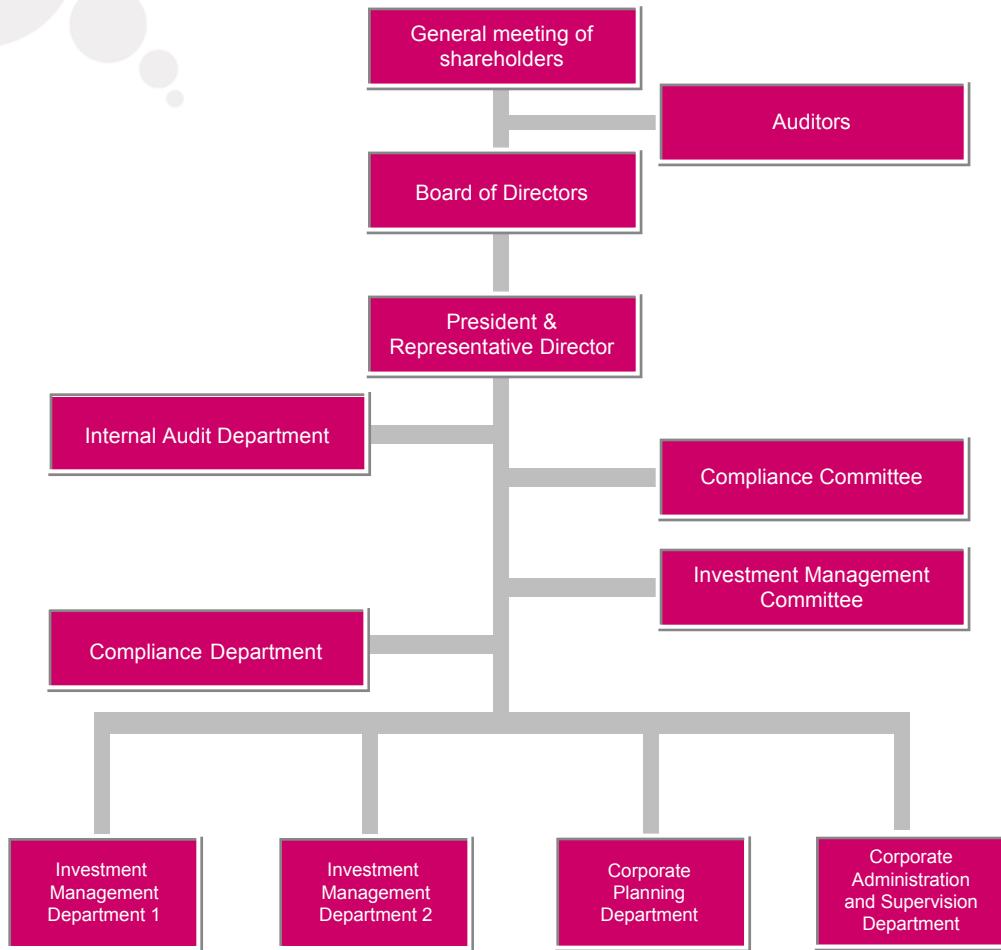 General meeting of
shareholders
Auditors
Board of Directors
President &
Representative Director
Internal Audit Department
Compliance Committee
Investment Management
Committee
Compliance Department
Investment
Management
Department 1
Investment
Management
Department 2
Corporate
Planning
Department
Corporate
Administration
and Supervision
Department